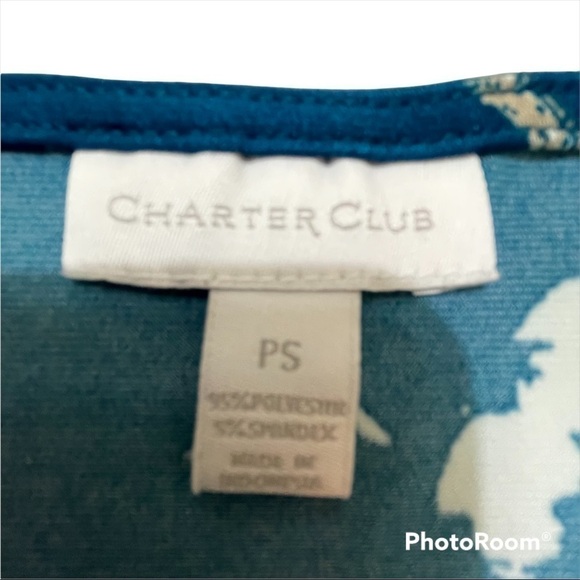 CHARTER CLUB
PS
95%POLYESTER
5%SPANDEX
MADE IN
INDONESIA
PhotoRoom